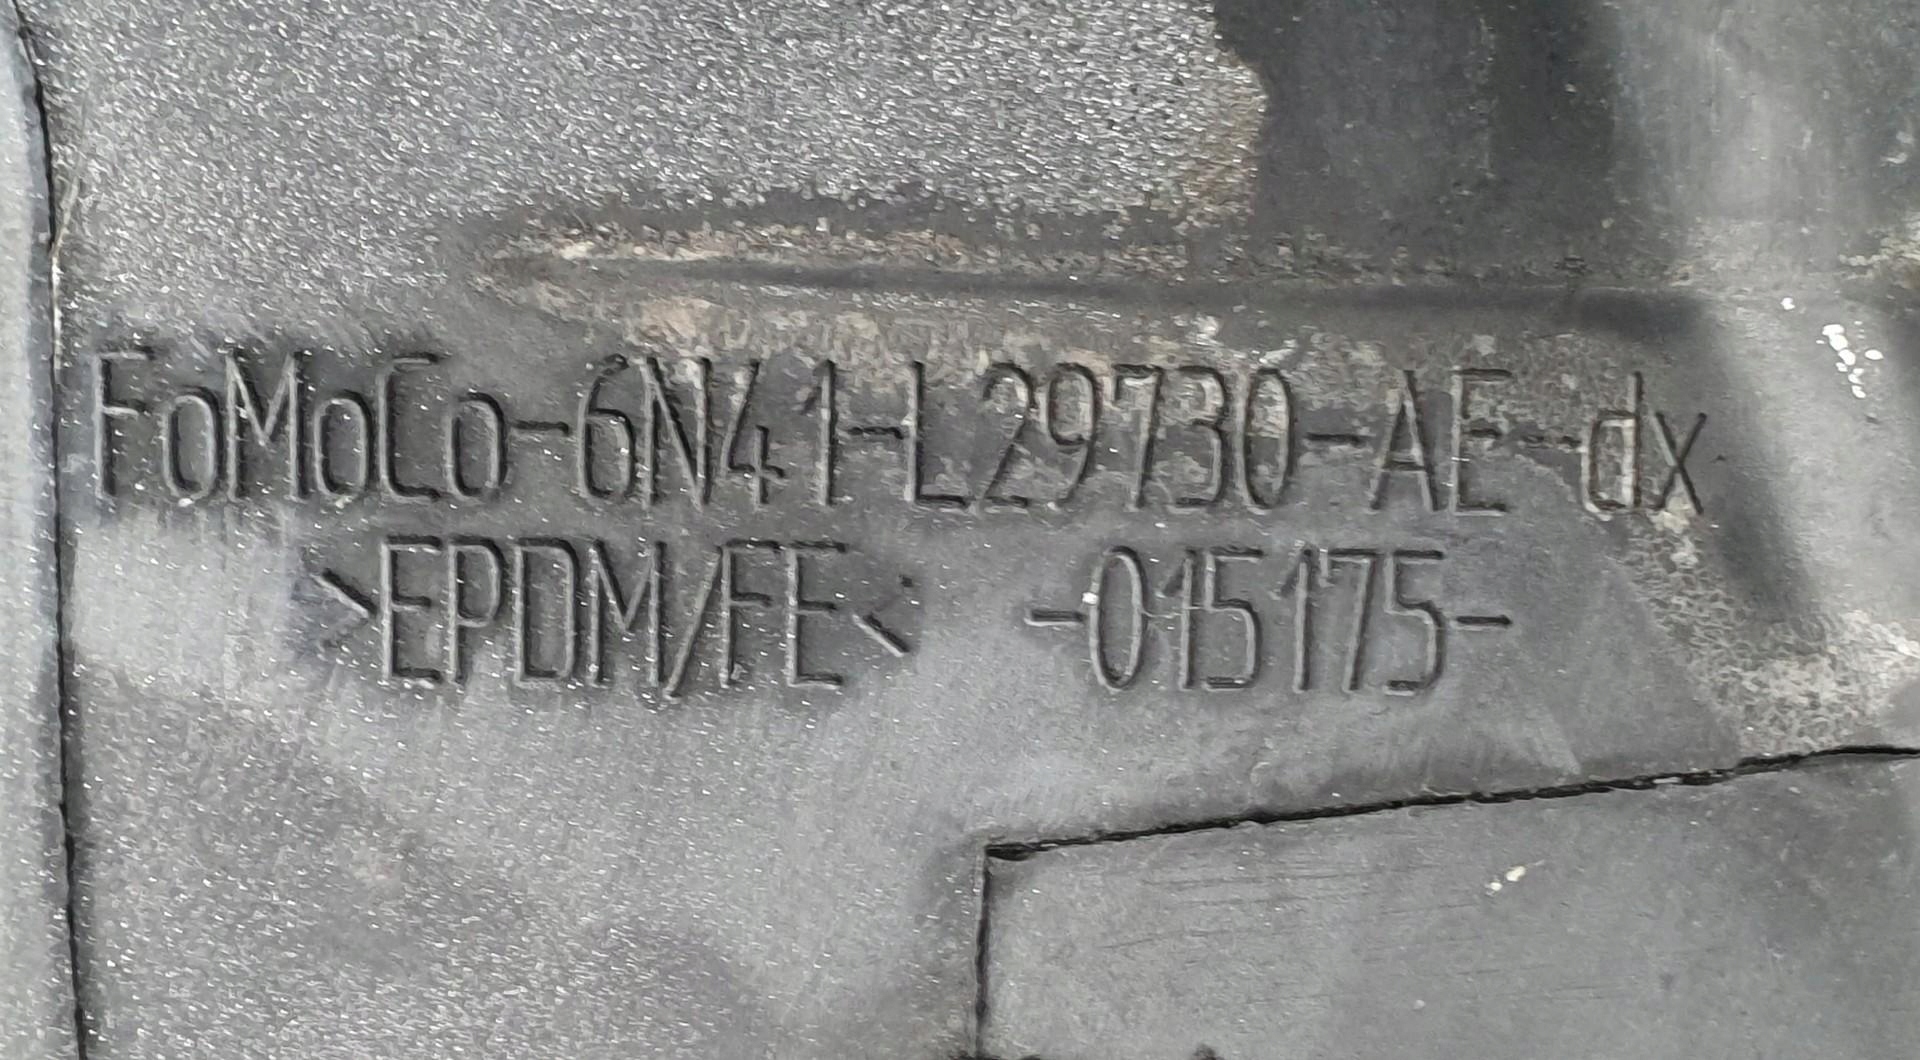 FoMoCo-6N41-L29730-AE-dx
>EPDM/FE< -015175-